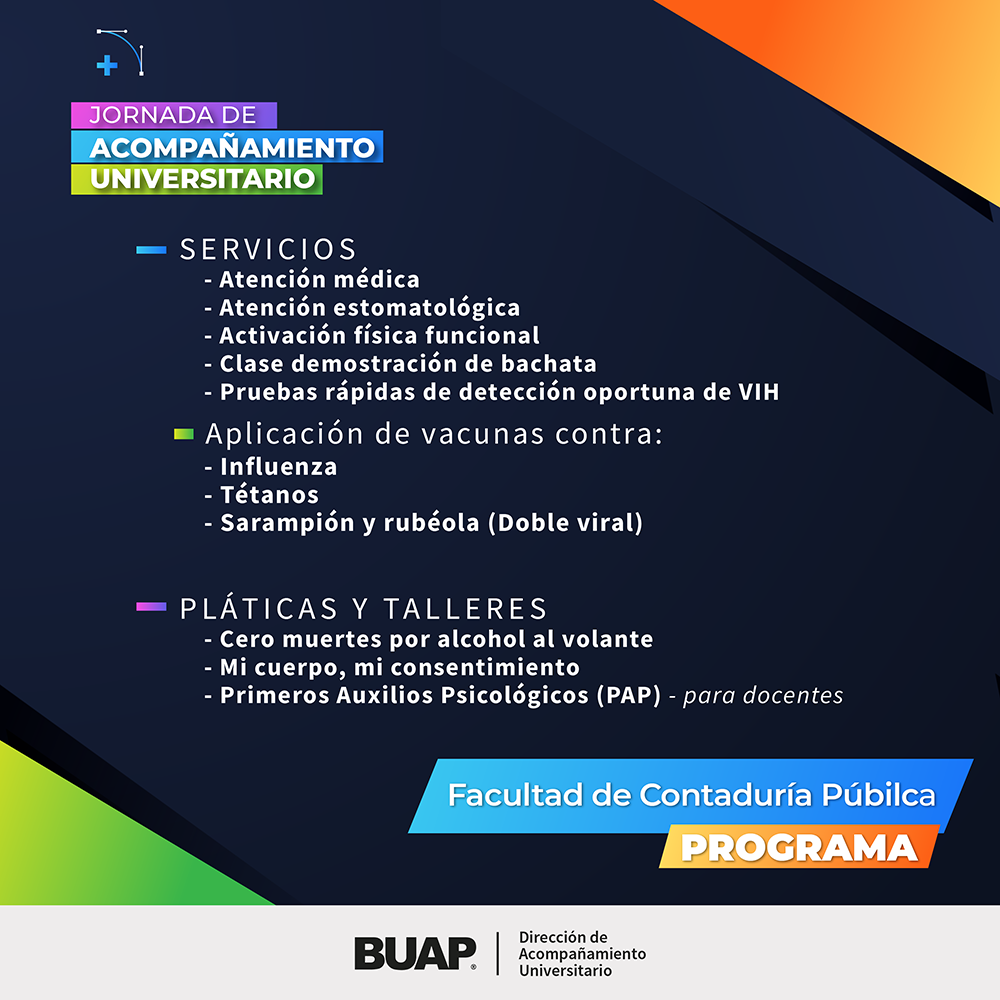 JORNADA DE
ACOMPAÑAMIENTO
UNIVERSITARIO
SERVICIOS
- Atención médica
- Atención estomatológica
- Activación física funcional
- Clase demostración de bachata
- Pruebas rápidas de detección oportuna de VIH
Aplicación de vacunas contra:
- Influenza
- Tétanos
- Sarampión y rubéola (Doble viral)
PLÁTICAS Y TALLERES
- Cero muertes por alcohol al volante
- Mi cuerpo, mi consentimiento
- Primeros Auxilios Psicológicos (PAP) - para docentes
Facultad de Contaduría Púbilca
PROGRAMA
BUAP®
Dirección de
Acompañamiento
Universitario